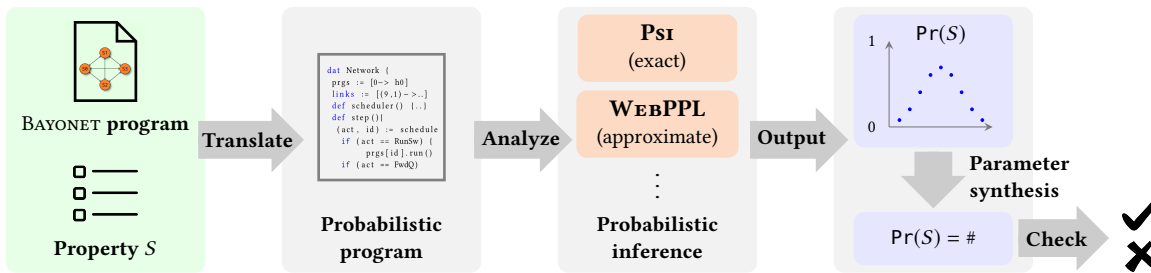 BAYONET program
Property S
Translate
dat Network {
prgs := [0-> h0]
links := [(9,1)->..]
def scheduler() {..}
def step(){
(act, id) := schedule
if (act == RunSw) {
prgs[id].run()
if (act == FwdQ)
Probabilistic
program
Analyze
PSI
(exact)
WEBPPL
(approximate)
⋮
Probabilistic
inference
Output
Pr(S)
1
0
Parameter
synthesis
Pr(S) = #
Check